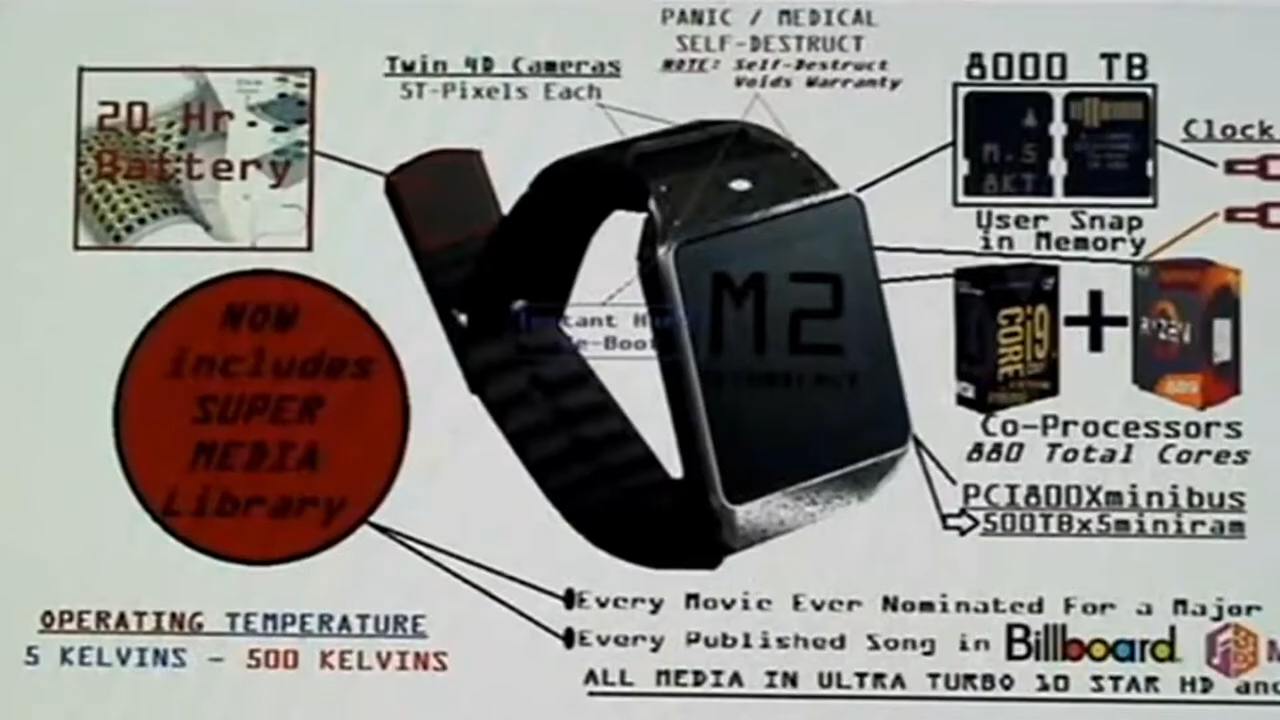 PANIC / MEDICAL
SELF-DESTRUCT
NOTE: Self-Destruct
Voids Warranty
Twin 4D Cameras
5T-Pixels Each
20 Hr
Battery
8000 TB
M.S
8KT
User Snap
in Memory
Clock
M2
CORE
i9
RYZEN
+
Co-Processors
880 Total Cores
PCI800Xminibus
500TBx5miniram
NOW
includes
SUPER
MEDIA
Library
Every Movie Ever Nominated For a Major
Every Published Song in Billboard
ALL MEDIA IN ULTRA TURBO 10 STAR HD and
OPERATING TEMPERATURE
5 KELVINS - 500 KELVINS